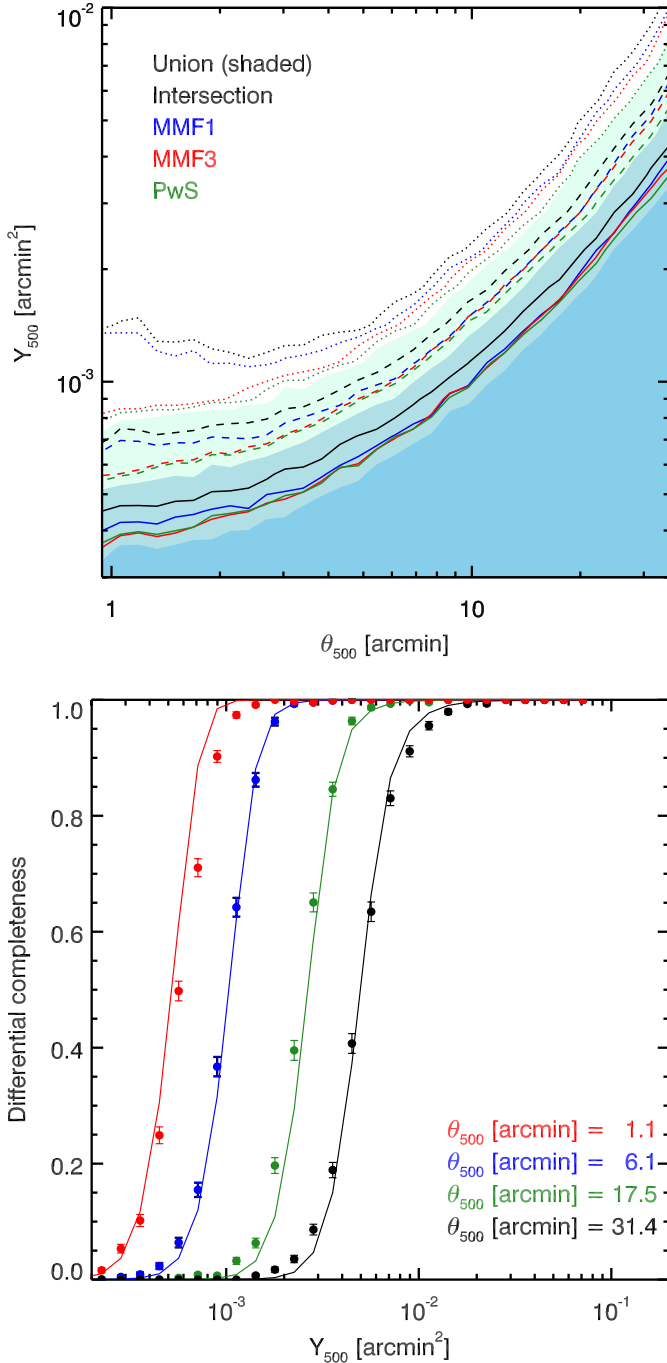 10⁻²
Union (shaded)
Intersection
MMF1
MMF3
PwS
Y₅₀₀ [arcmin²]
10⁻³
1
10
θ₅₀₀ [arcmin]
1.0
0.8
0.6
0.4
0.2
0.0
Differential completeness
θ₅₀₀ [arcmin] = 1.1
θ₅₀₀ [arcmin] = 6.1
θ₅₀₀ [arcmin] = 17.5
θ₅₀₀ [arcmin] = 31.4
10⁻³
10⁻²
10⁻¹
Y₅₀₀ [arcmin²]